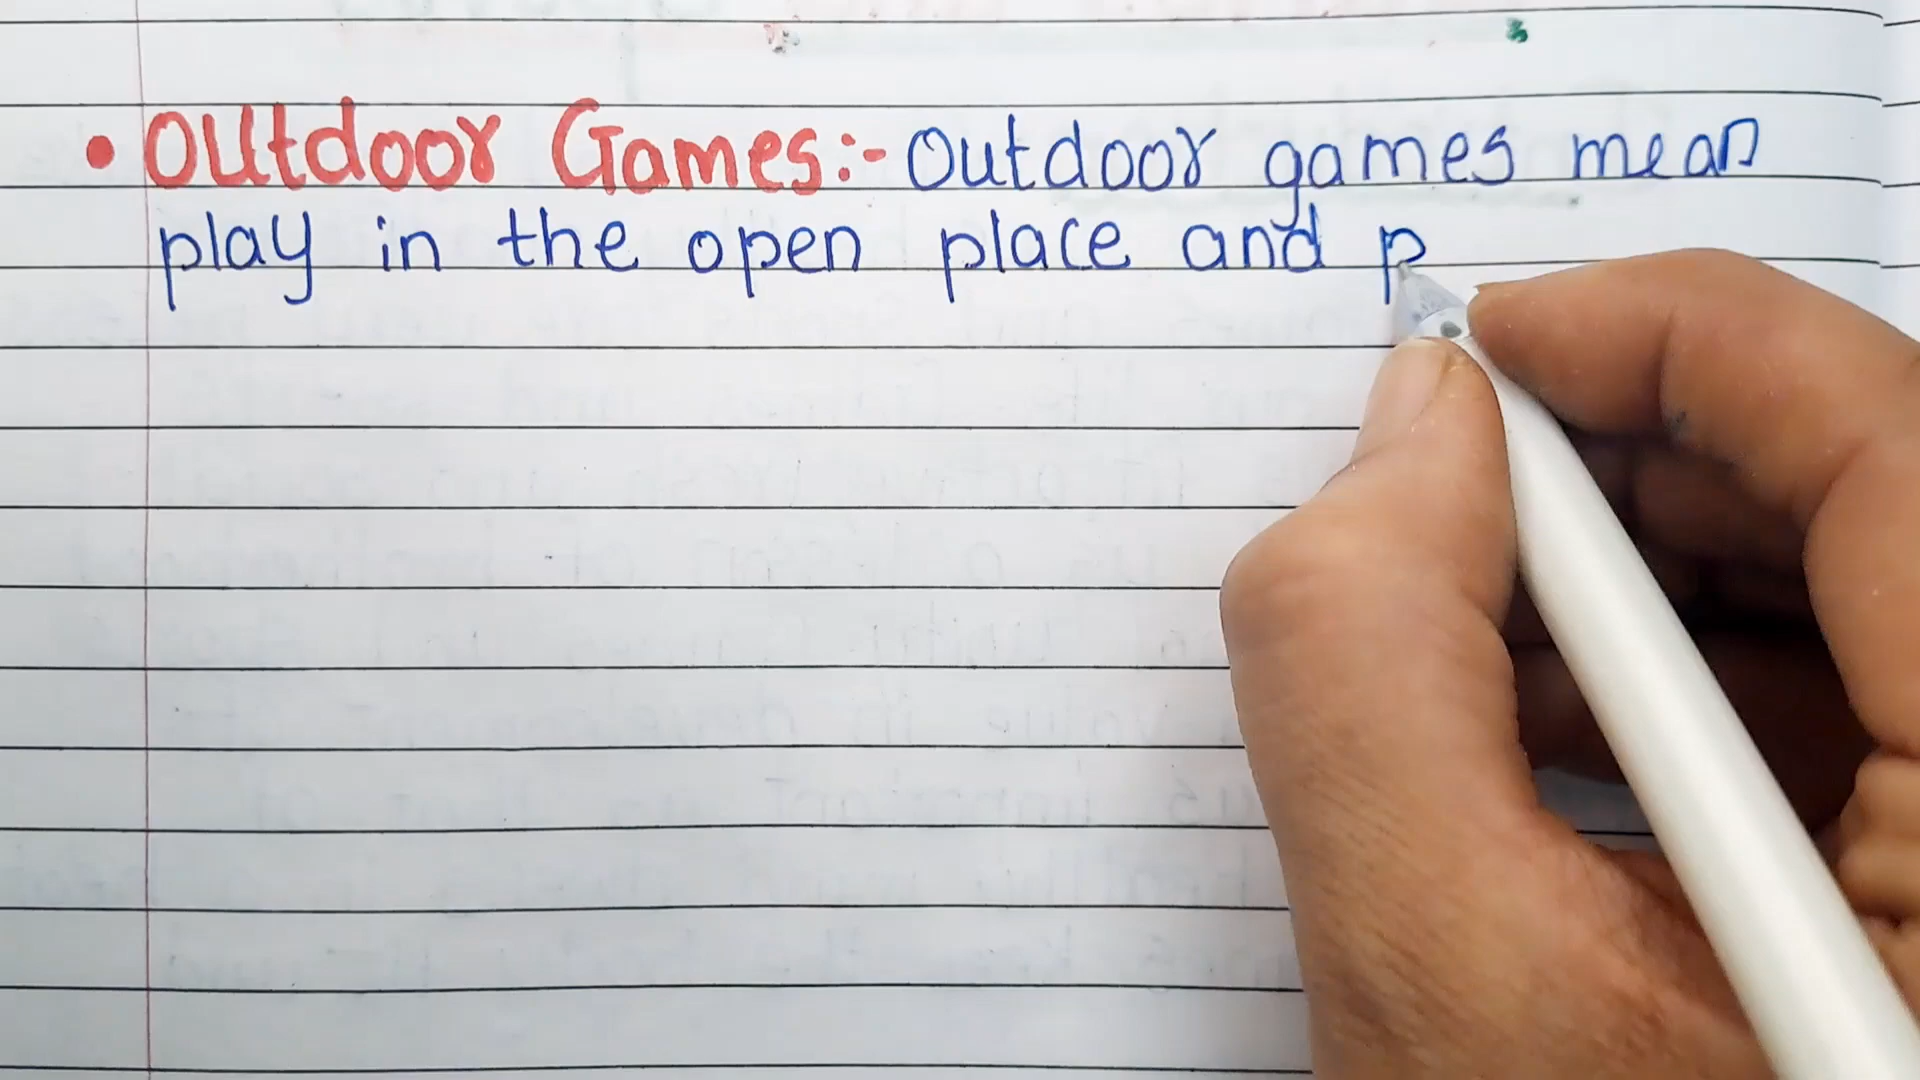 • Outdoor Games:- Outdoor games mean
play in the open place and p